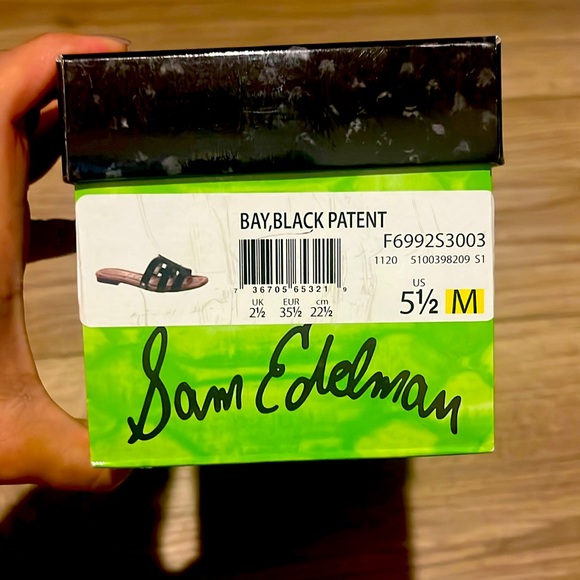 BAY,BLACK PATENT
F6992S3003
1120 5100398209 S1
7 36705 65321 9
UK EUR cm
2½ 35½ 22½
US
5½ M
Sam Edelman